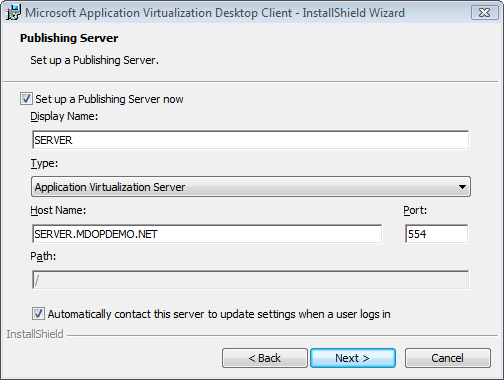 Microsoft Application Virtualization Desktop Client - InstallShield Wizard
Publishing Server
Set up a Publishing Server.
Set up a Publishing Server now
Display Name:
SERVER
Type:
Application Virtualization Server
Host Name: Port:
SERVER.MDOPDEMO.NET 554
Path:
/
Automatically contact this server to update settings when a user logs in
InstallShield
< Back Next > Cancel